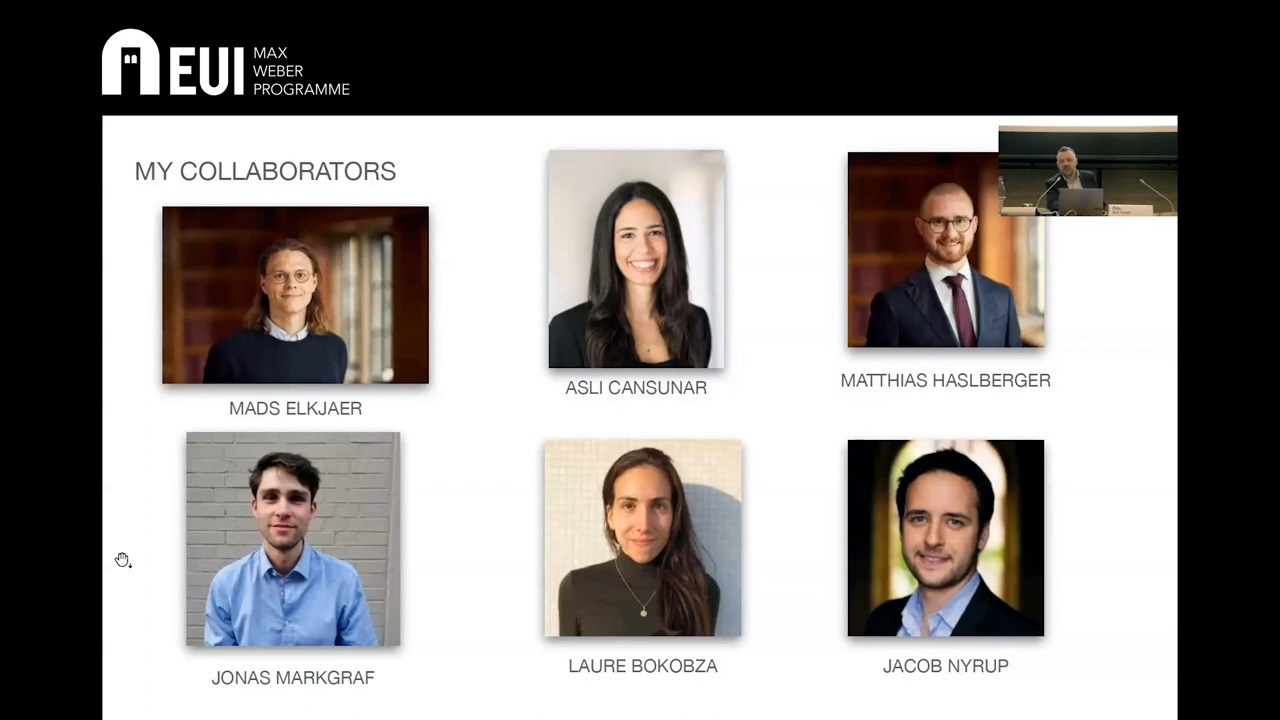 EUI
MAX
WEBER
PROGRAMME
MY COLLABORATORS
MADS ELKJAER
ASLI CANSUNAR
MATTHIAS HASLBERGER
JONAS MARKGRAF
LAURE BOKOBZA
JACOB NYRUP